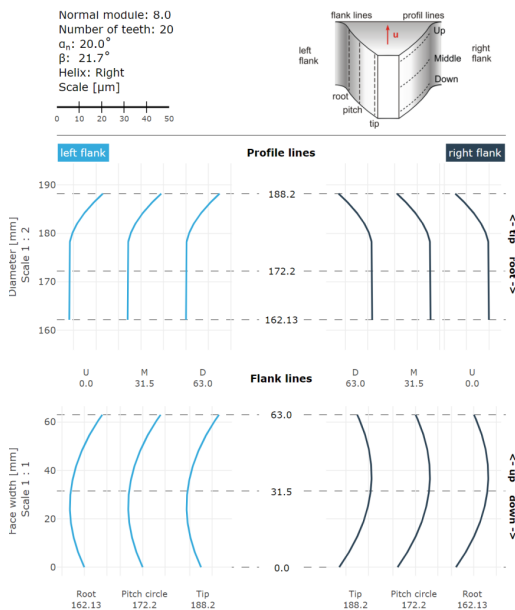 Normal module: 8.0
Number of teeth: 20
αn: 20.0°
β: 21.7°
Helix: Right
Scale [µm]
0 10 20 30 40 50
flank lines profil lines
Up
u
left flank
right flank
Middle
Down
root
pitch
tip
left flank Profile lines right flank
Diameter [mm]
Scale 1 : 2
190
180
170
160
188.2
172.2
162.13
<- tip root ->
U M D Flank lines D M U
0.0 31.5 63.0 63.0 31.5 0.0
Face width [mm]
Scale 1 : 1
60
40
20
0
63.0
31.5
0.0
<- up down ->
Root Pitch circle Tip Tip Pitch circle Root
162.13 172.2 188.2 188.2 172.2 162.13